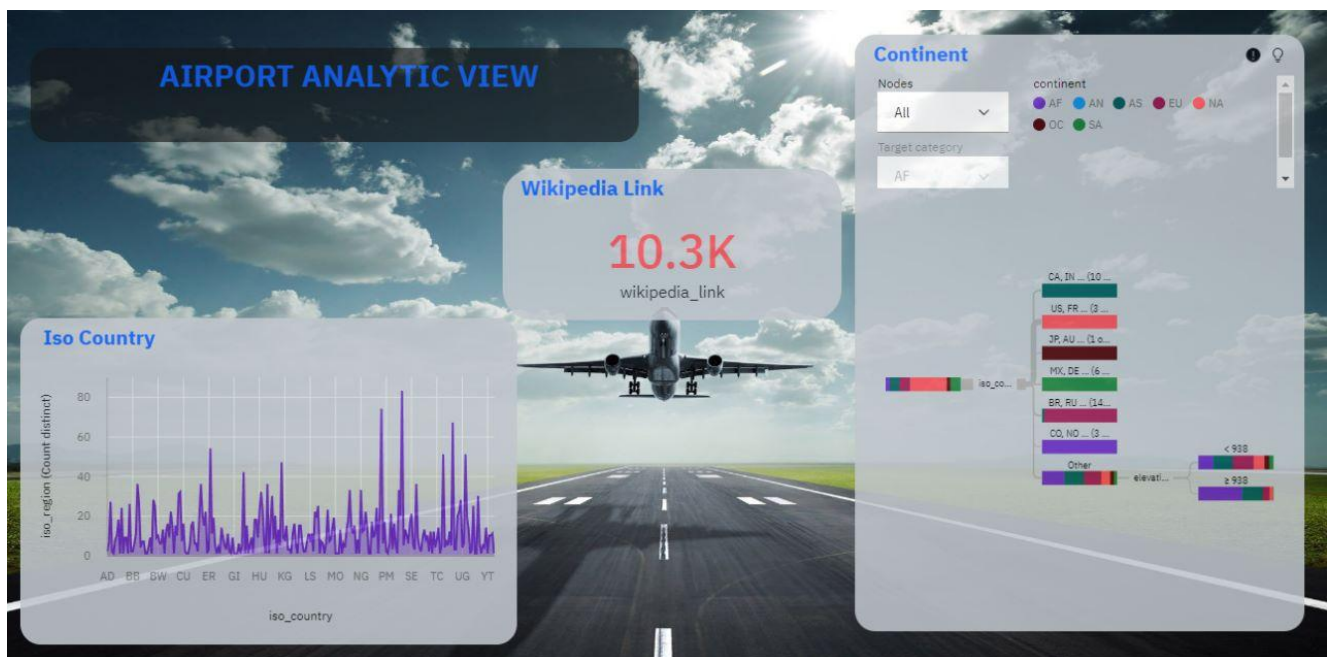 AIRPORT ANALYTIC VIEW
Wikipedia Link
10.3K
wikipedia_link
Iso Country
iso_region (Count distinct)
80
60
40
20
0
AD BB BW CU ER GI HU KG LS MO NG PM SE TC UG YT
iso_country
Continent
Nodes
All
Target category
AF
continent
AF AN AS EU NA
OC SA
CA, IN ... (10 ...
US, FR ... (3 ...
JP, AU ... (1 o...
MX, DE ... (6 ...
BR, RU ... (14...
CO, NO ... (3 ...
Other
iso_co...
elevati...
< 938
≥ 938